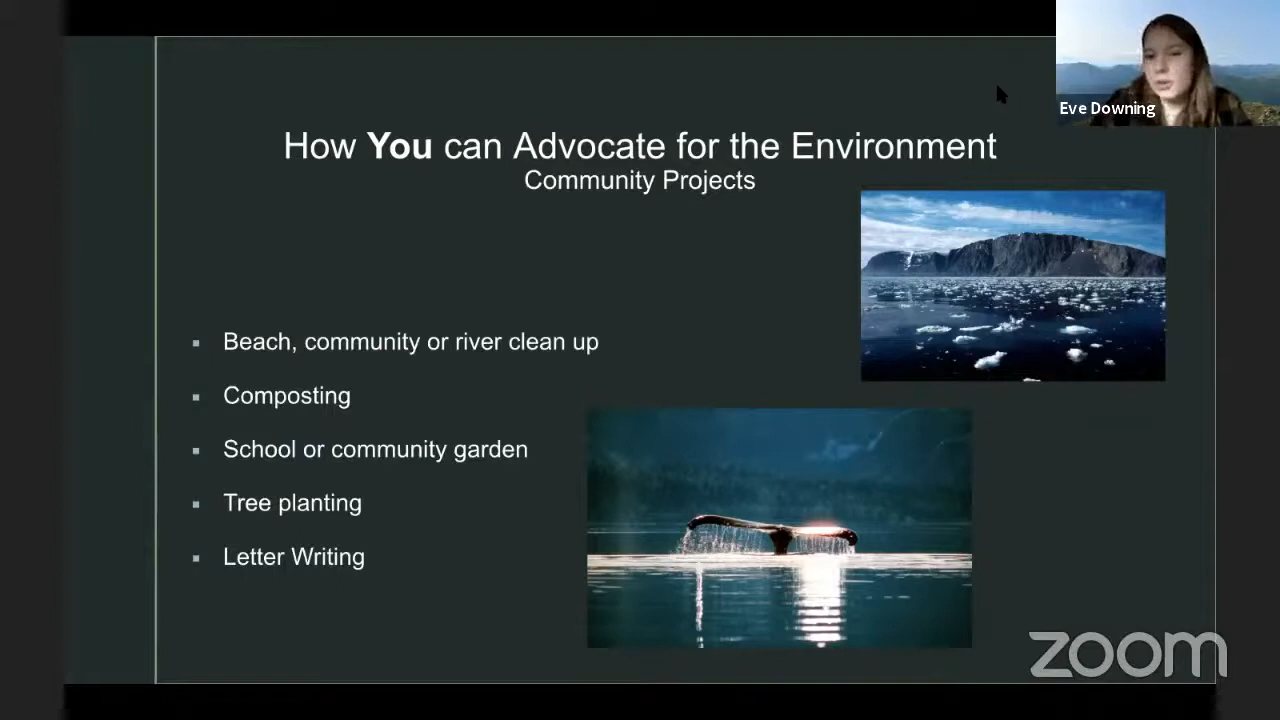 Eve Downing
How You can Advocate for the Environment
Community Projects
Beach, community or river clean up
Composting
School or community garden
Tree planting
Letter Writing
zoom